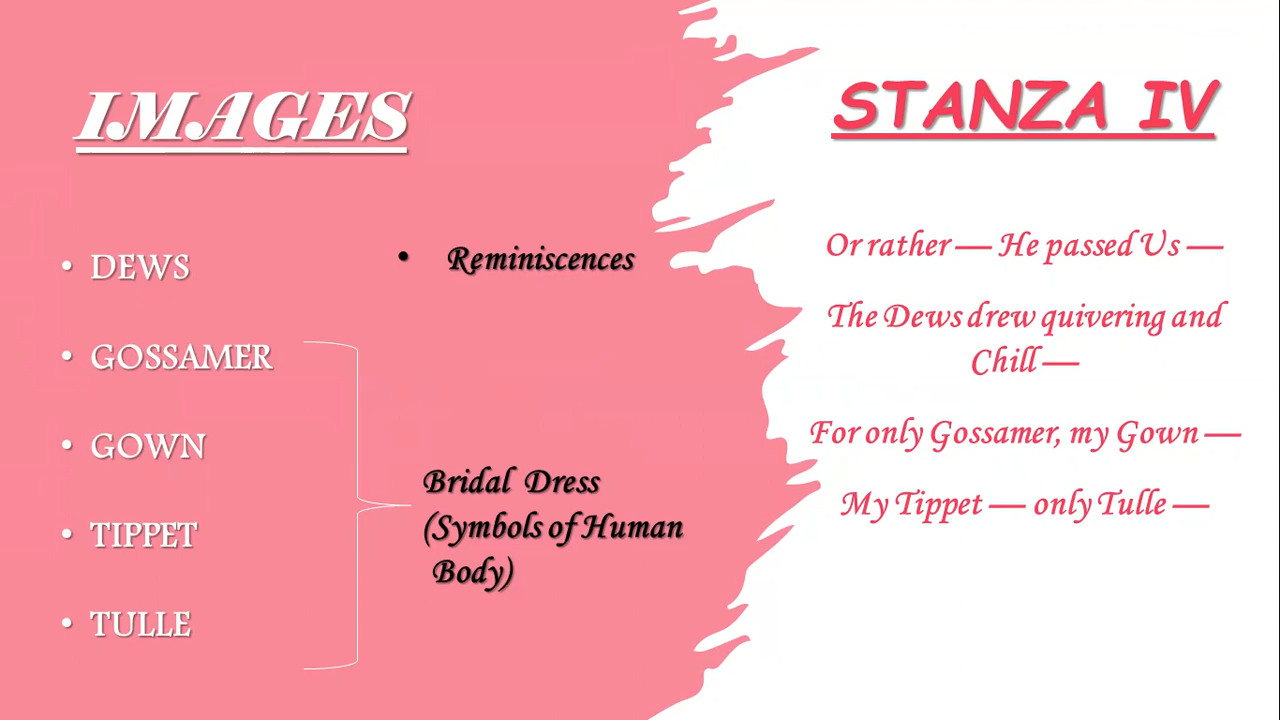 IMAGES
• DEWS
• GOSSAMER
• GOWN
• TIPPET
• TULLE
• Reminiscences
Bridal Dress
(Symbols of Human
Body)
STANZA IV
Or rather — He passed Us —
The Dews drew quivering and
Chill —
For only Gossamer, my Gown —
My Tippet — only Tulle —